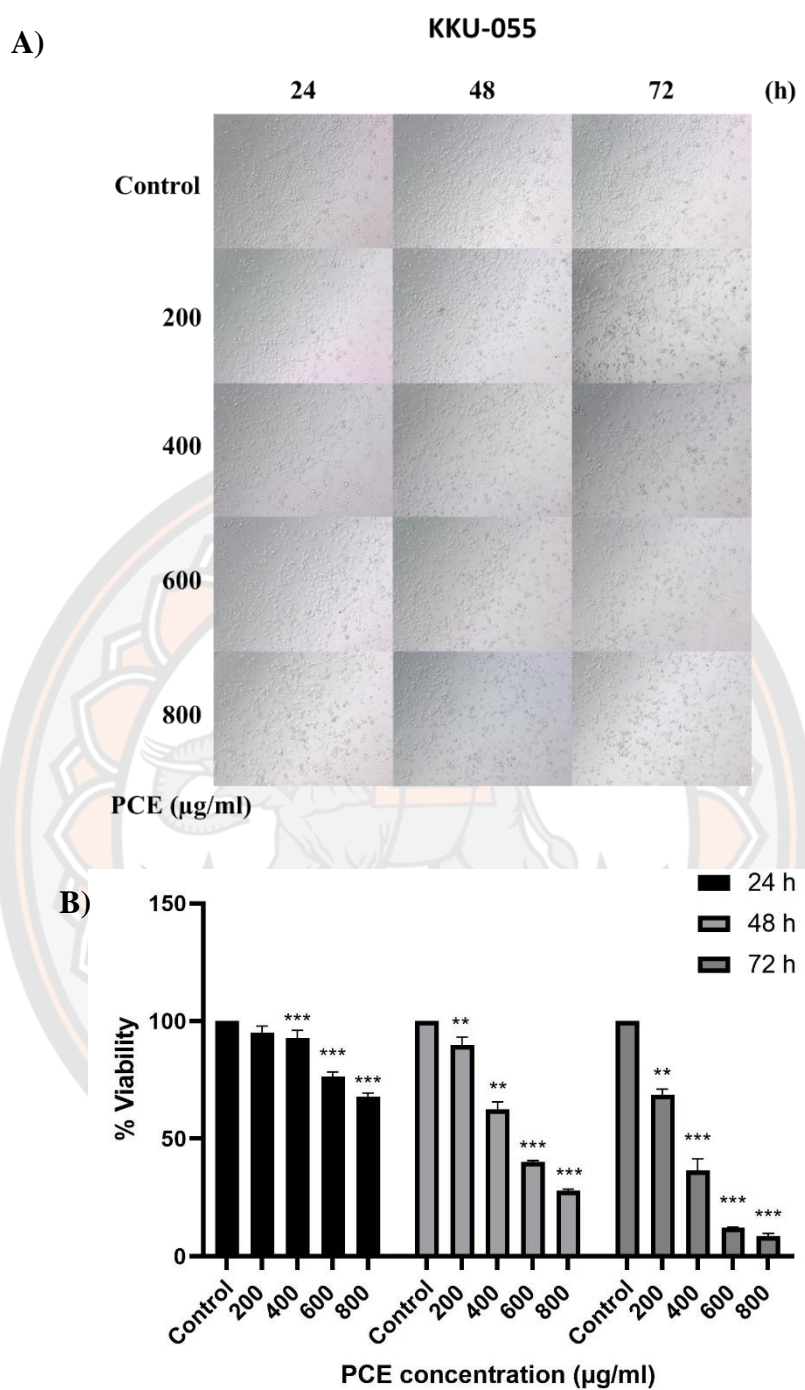 KKU-055
A)
24 48 72 (h)
Control
200
400
600
800
PCE (µg/ml)
B)
24 h
48 h
72 h
150
100
50
0
% Viability
*** *** ***
** ** *** ***
** *** *** ***
Control 200 400 600 800 Control 200 400 600 800 Control 200 400 600 800
PCE concentration (µg/ml)